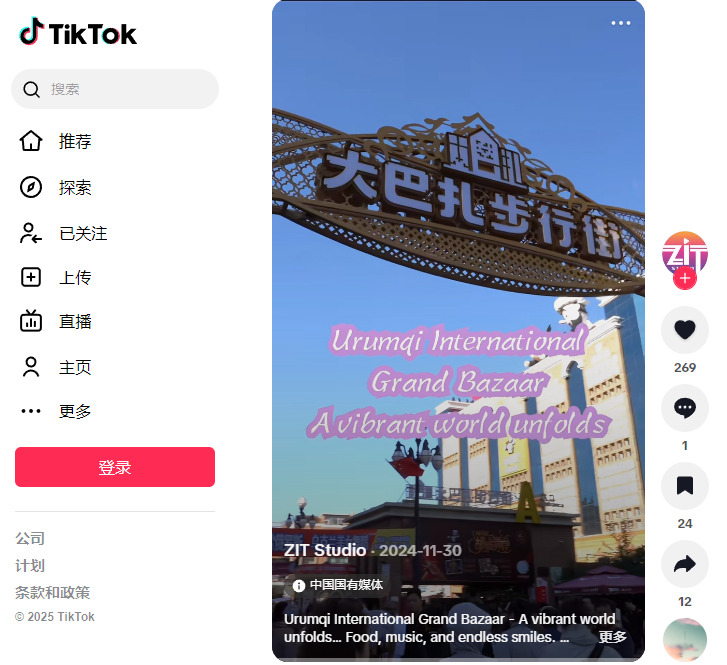 TikTok
搜索
推荐
探索
已关注
上传
直播
主页
更多
登录
公司
计划
条款和政策
© 2025 TikTok
大巴扎步行街
Urumqi International
Grand Bazaar
A vibrant world unfolds
A
ZIT Studio · 2024-11-30
中国国有媒体
Urumqi International Grand Bazaar - A vibrant world
unfolds... Food, music, and endless smiles. ...
更多
ZIT
269
1
24
12